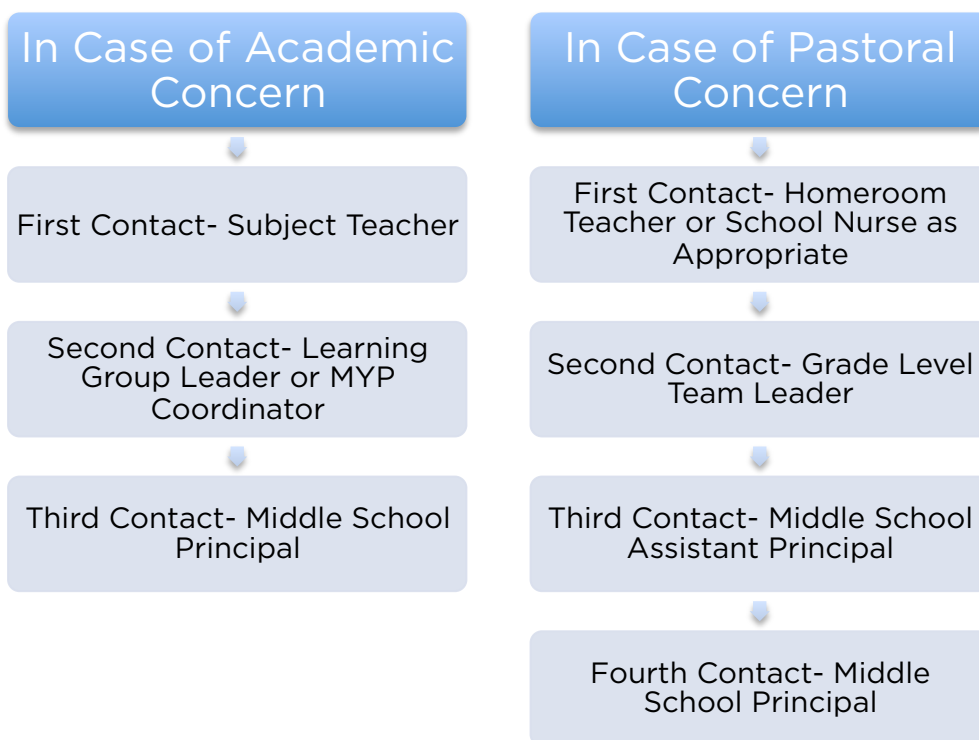 In Case of Academic
Concern
First Contact- Subject Teacher
Second Contact- Learning
Group Leader or MYP
Coordinator
Third Contact- Middle School
Principal
In Case of Pastoral
Concern
First Contact- Homeroom
Teacher or School Nurse as
Appropriate
Second Contact- Grade Level
Team Leader
Third Contact- Middle School
Assistant Principal
Fourth Contact- Middle
School Principal